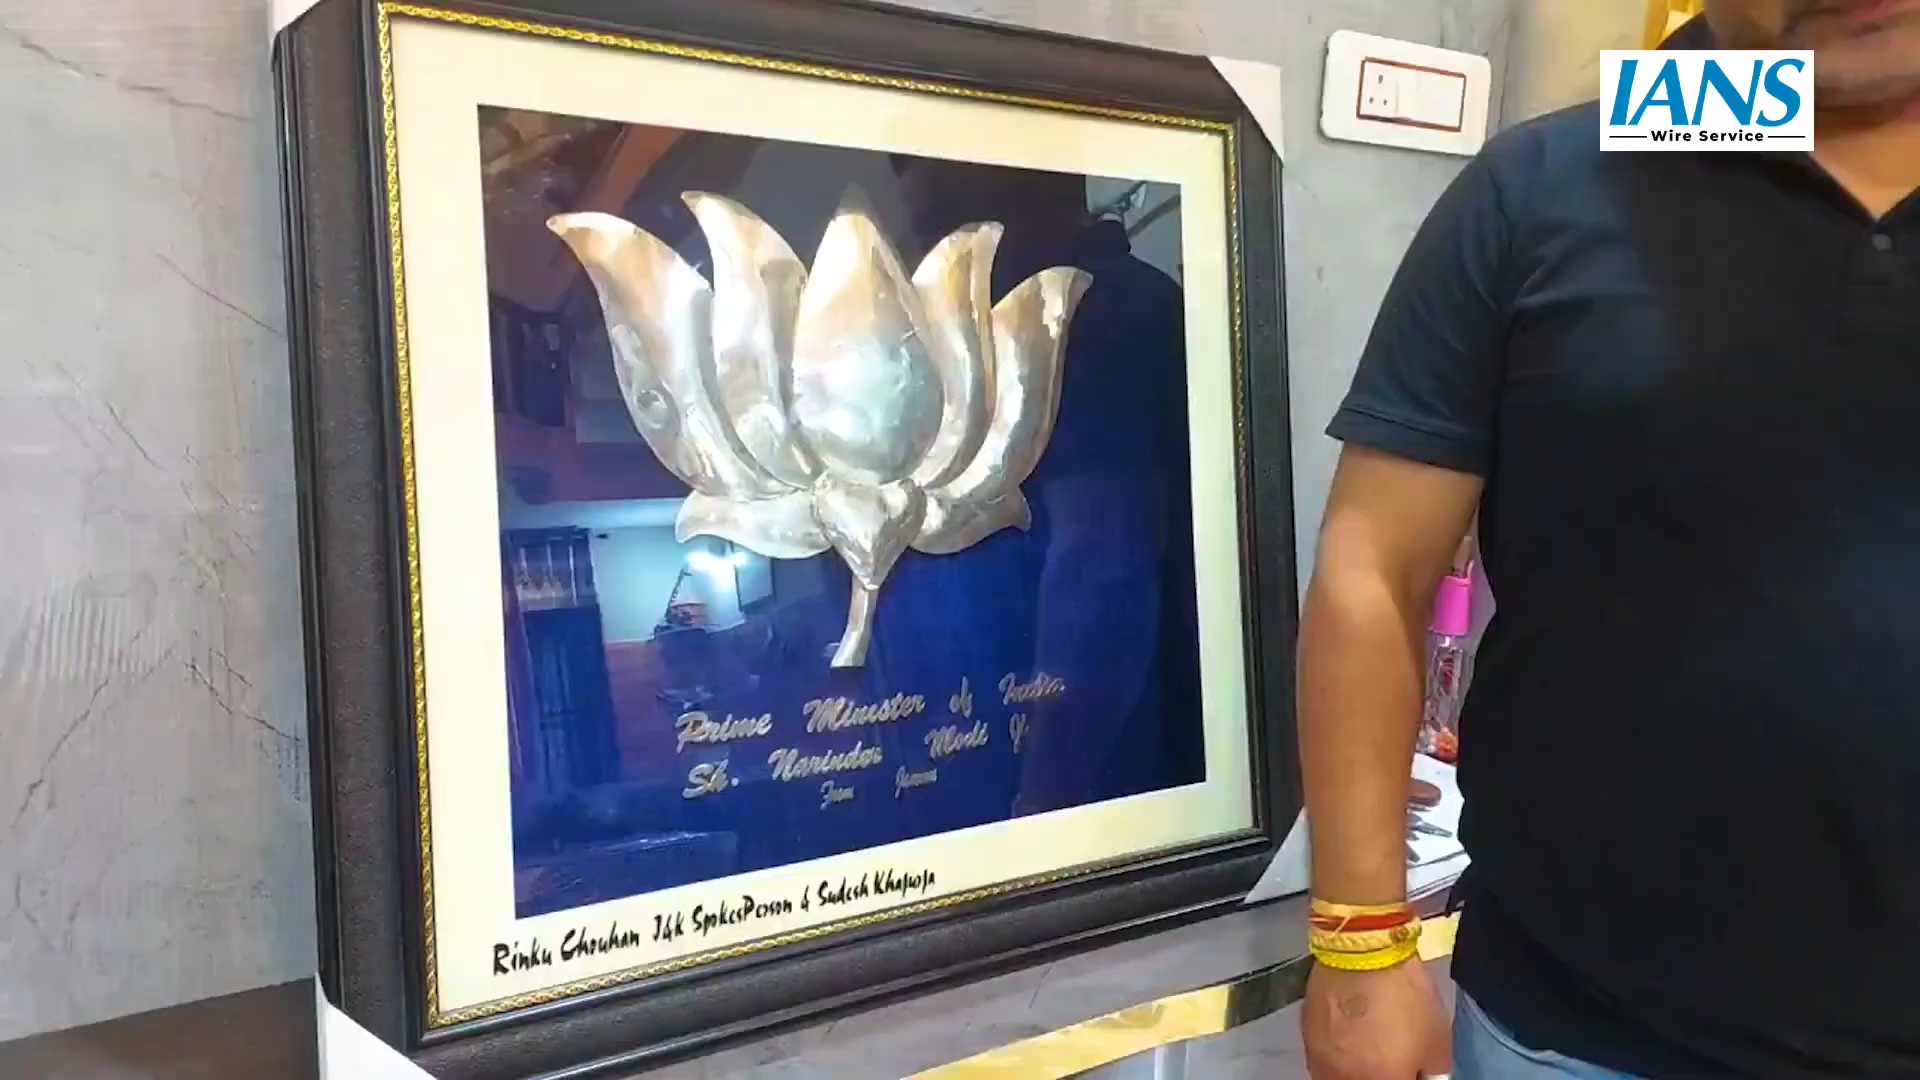 IANS
Wire Service
Prime Minister of India.
Sh. Narinder Modi Ji
From Jammu
Rinku Chouhan J&k SpokesPerson & Sudesh Khajuria